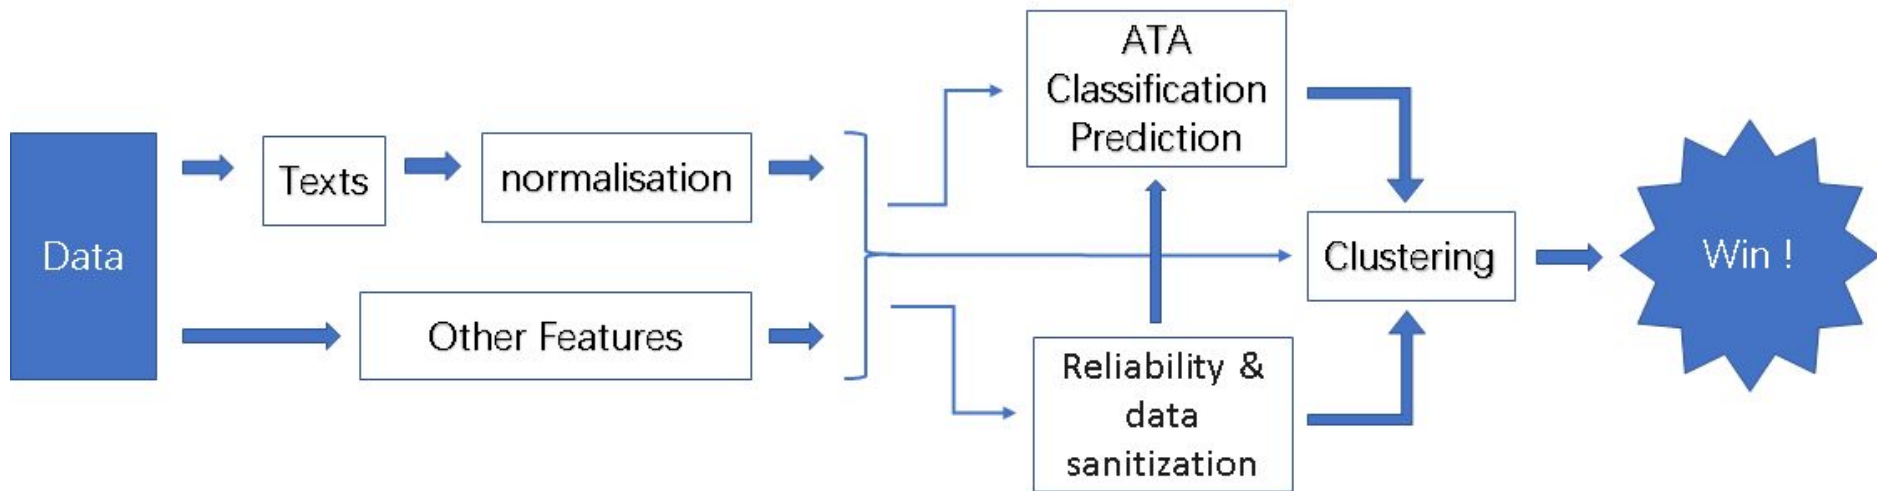 Data
Texts
normalisation
Other Features
ATA
Classification
Prediction
Reliability &
data
sanitization
Clustering
Win !